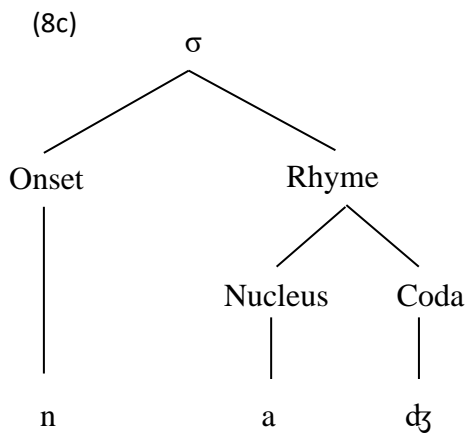 (8c)
σ
Onset Rhyme
Nucleus Coda
n a ʤ